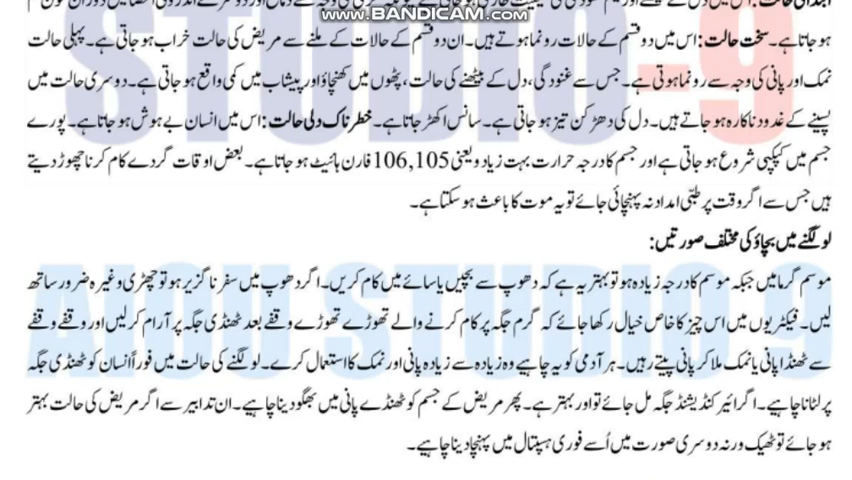 www.BANDICAM.com
ہو جاتا ہے۔ سخت حالت: اس میں دو قسم کے حالات رونما ہوتے ہیں۔ ان دو قسم کے حالات کے ملنے سے مریض کی حالت خراب ہو جاتی ہے۔ پہلی حالت
نمک اور پانی کی وجہ سے رونما ہوتی ہے۔ جس سے غنودگی، دل کے بیٹھنے کی حالت، پٹھوں میں کھنچاؤ اور پیشاب میں کمی واقع ہو جاتی ہے۔ دوسری حالت میں
پسینے کے غدود ناکارہ ہو جاتے ہیں۔ دل کی دھڑکن تیز ہو جاتی ہے۔ سانس اکھڑ جاتا ہے۔ خطرناک دلی حالت: اس میں انسان بے ہوش ہو جاتا ہے۔ پورے
جسم میں کپکپی شروع ہو جاتی ہے اور جسم کا درجہ حرارت بہت زیادہ یعنی 106,105 فارن ہائیٹ ہو جاتا ہے۔ بعض اوقات گردے کام کرنا چھوڑ دیتے
ہیں جس سے اگر وقت پر طبّی امداد نہ پہنچائی جائے تو یہ موت کا باعث ہو سکتا ہے۔
لو لگنے میں بچاؤ کی مختلف صورتیں:
موسم گرما میں جبکہ موسم کا درجہ زیادہ ہو تو بہتر یہ ہے کہ دھوپ سے بچیں یا سائے میں کام کریں۔ اگر دھوپ میں سفر ناگزیر ہو تو چھتری وغیرہ ضرور ساتھ
لیں۔ فیکٹریوں میں اس چیز کا خاص خیال رکھا جائے کہ گرم جگہ پر کام کرنے والے تھوڑے تھوڑے وقفے بعد ٹھنڈی جگہ پر آرام کر لیں اور وقفے وقفے
سے ٹھنڈا پانی یا نمک ملا کر پانی پیتے رہیں۔ ہر آدمی کو یہ چاہیے وہ زیادہ سے زیادہ پانی اور نمک کا استعمال کرے۔ لو لگنے کی حالت میں فوراً انسان کو ٹھنڈی جگہ
پر لٹانا چاہیے۔ اگر ائیر کنڈیشنڈ جگہ مل جائے تو اور بہتر ہے۔ پھر مریض کے جسم کو ٹھنڈے پانی میں بھگو دینا چاہیے۔ ان تدابیر سے اگر مریض کی حالت بہتر
ہو جائے تو ٹھیک ورنہ دوسری صورت میں اُسے فوری ہسپتال میں پہنچا دینا چاہیے۔
STUDIO-9
AIOU STUDIO 9